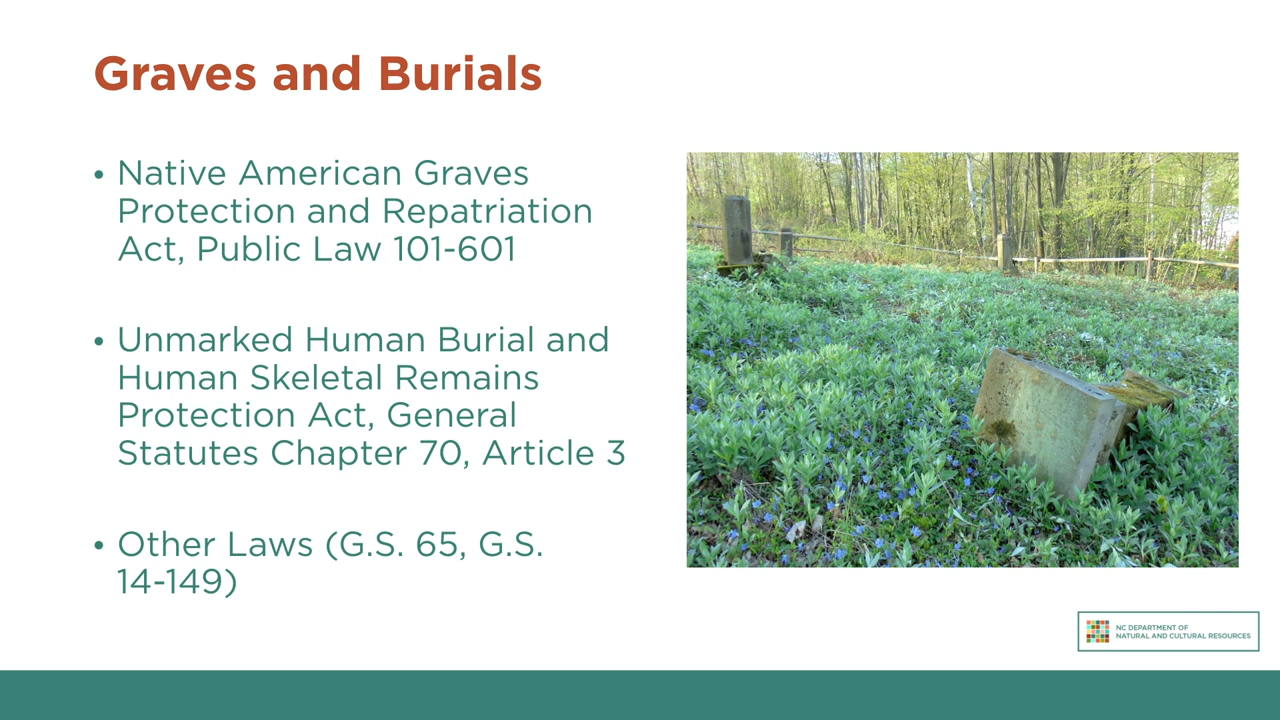 Graves and Burials
• Native American Graves
Protection and Repatriation
Act, Public Law 101-601
• Unmarked Human Burial and
Human Skeletal Remains
Protection Act, General
Statutes Chapter 70, Article 3
• Other Laws (G.S. 65, G.S.
14-149)
NC DEPARTMENT OF
NATURAL AND CULTURAL RESOURCES